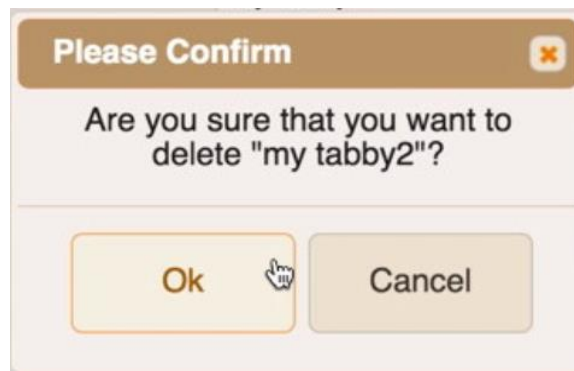 Please Confirm
Are you sure that you want to
delete "my tabby2"?
Ok
Cancel